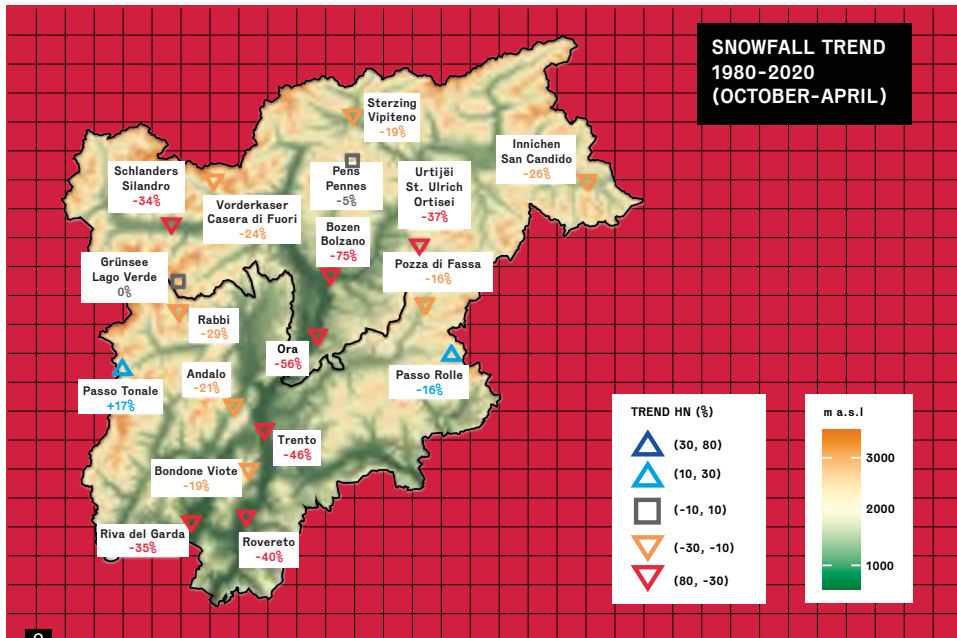 SNOWFALL TREND
1980-2020
(OCTOBER-APRIL)
Sterzing
Vipiteno
-19%
Innichen
San Candido
-26%
Schlanders
Silandro
-34%
Pens
Pennes
-5%
Urtijëi
St. Ulrich
Ortisei
-37%
Vorderkaser
Casera di Fuori
-24%
Bozen
Bolzano
-75%
Grünsee
Lago Verde
0%
Pozza di Fassa
-16%
Rabbi
-29%
Ora
-56%
Passo Tonale
+17%
Andalo
-21%
Passo Rolle
-16%
Trento
-46%
Bondone Viote
-19%
Riva del Garda
-35%
Rovereto
-40%
TREND HN (%)
(30, 80)
(10, 30)
(-10, 10)
(-30, -10)
(80, -30)
m a.s.l
3000
2000
1000